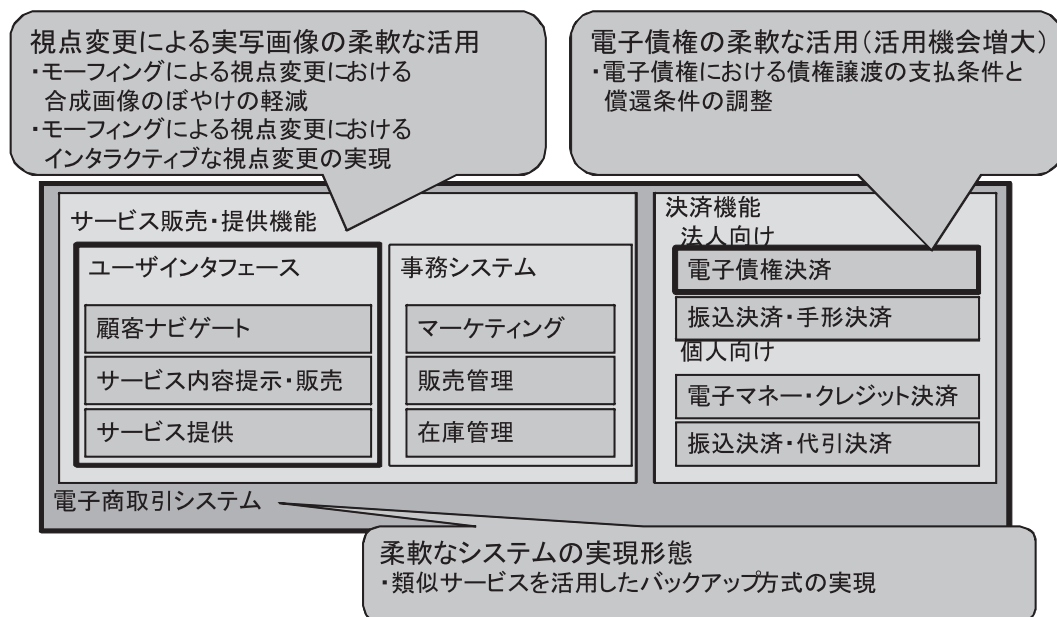 視点変更による実写画像の柔軟な活用
・モーフィングによる視点変更における
合成画像のぼやけの軽減
・モーフィングによる視点変更における
インタラクティブな視点変更の実現
電子債権の柔軟な活用(活用機会増大)
・電子債権における債権譲渡の支払条件と
償還条件の調整
サービス販売・提供機能
ユーザインタフェース
顧客ナビゲート
サービス内容提示・販売
サービス提供
事務システム
マーケティング
販売管理
在庫管理
決済機能
法人向け
電子債権決済
振込決済・手形決済
個人向け
電子マネー・クレジット決済
振込決済・代引決済
電子商取引システム
柔軟なシステムの実現形態
・類似サービスを活用したバックアップ方式の実現